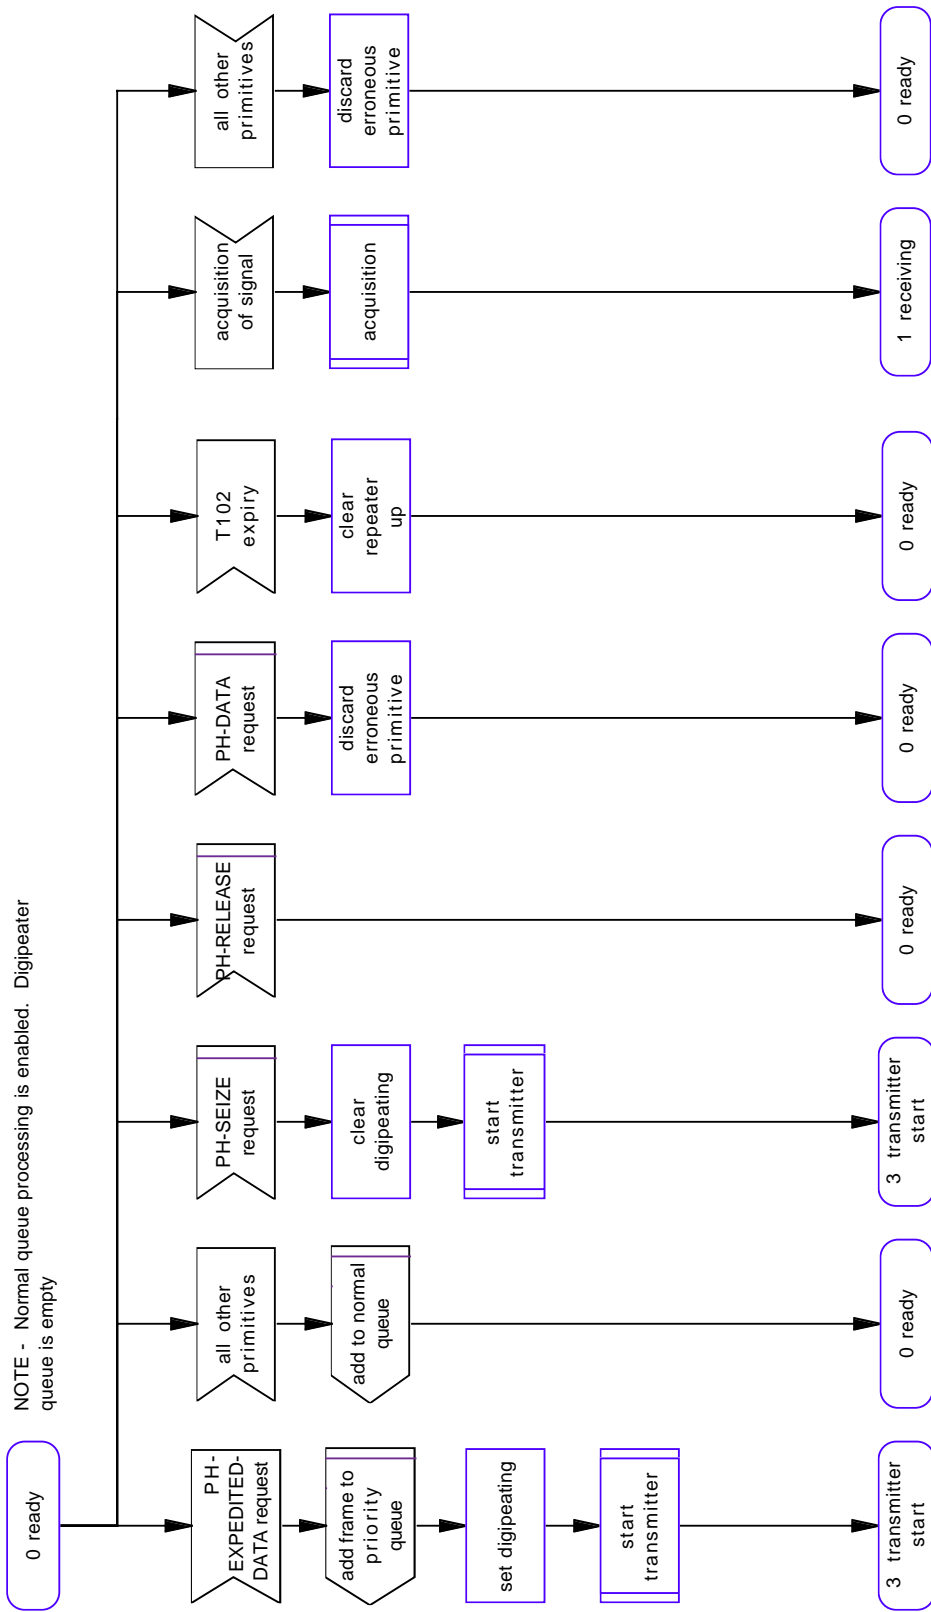 0 ready
NOTE - Normal queue processing is enabled. Digipeater
queue is empty
PH-
EXPEDITED-
DATA request
add frame to
priority
queue
set digipeating
start
transmitter
3 transmitter
start
all other
primitives
add to normal
queue
0 ready
PH-SEIZE
request
clear
digipeating
start
transmitter
3 transmitter
start
PH-RELEASE
request
0 ready
PH-DATA
request
discard
erroneous
primitive
0 ready
T102
expiry
clear
repeater
up
0 ready
acquisition
of signal
acquisition
1 receiving
all other
primitives
discard
erroneous
primitive
0 ready